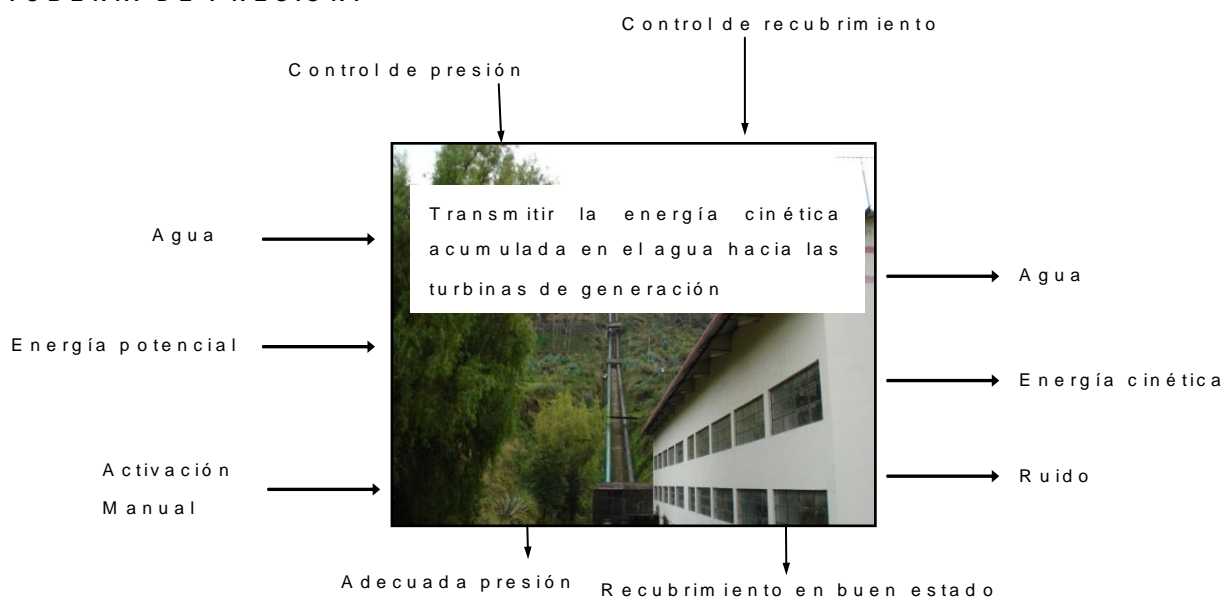 Control de recubrimiento
Control de presión
Transmitir la energía cinética
acumulada en el agua hacia las
turbinas de generación
Agua
Agua
Energía potencial
Energía cinética
Activación
Manual
Ruido
Adecuada presión
Recubrimiento en buen estado